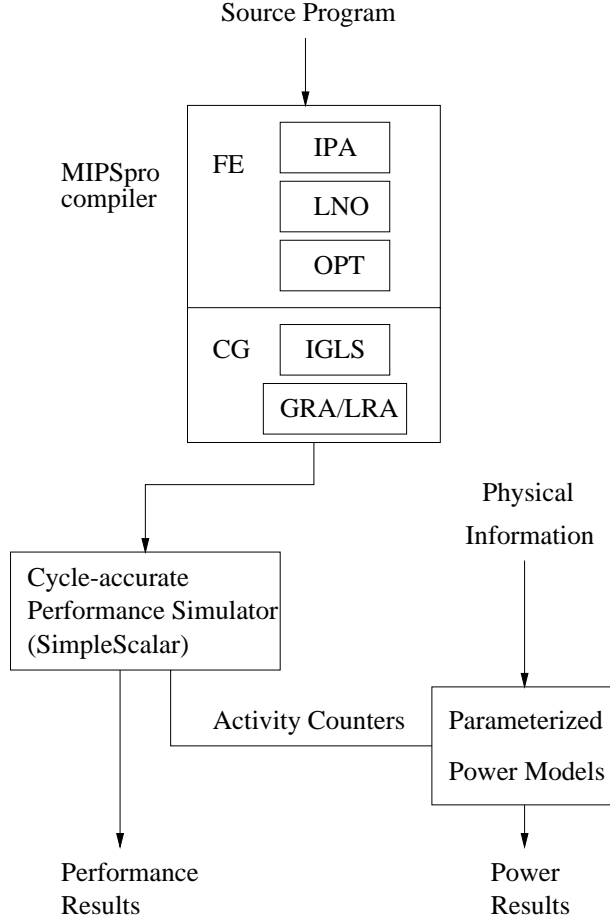 Source Program
MIPSpro
compiler
FE
IPA
LNO
OPT
CG
IGLS
GRA/LRA
Physical
Information
Cycle-accurate
Performance Simulator
(SimpleScalar)
Activity Counters
Parameterized
Power Models
Performance
Results
Power
Results